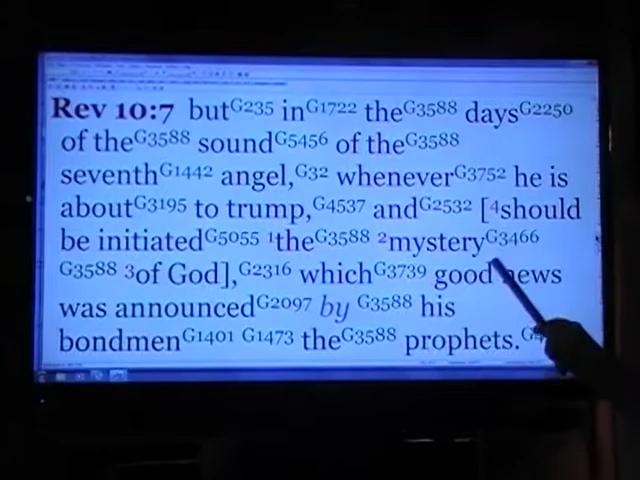 Rev 10:7 butG235 inG1722 theG3588 daysG2250
of theG3588 soundG5456 of theG3588
seventhG1442 angel,G32 wheneverG3752 he is
aboutG3195 to trump,G4537 andG2532 [4should
be initiatedG5055 1theG3588 2mysteryG3466
G3588 3of God],G2316 whichG3739 good news
was announcedG2097 by G3588 his
bondmenG1401 G1473 theG3588 prophets.